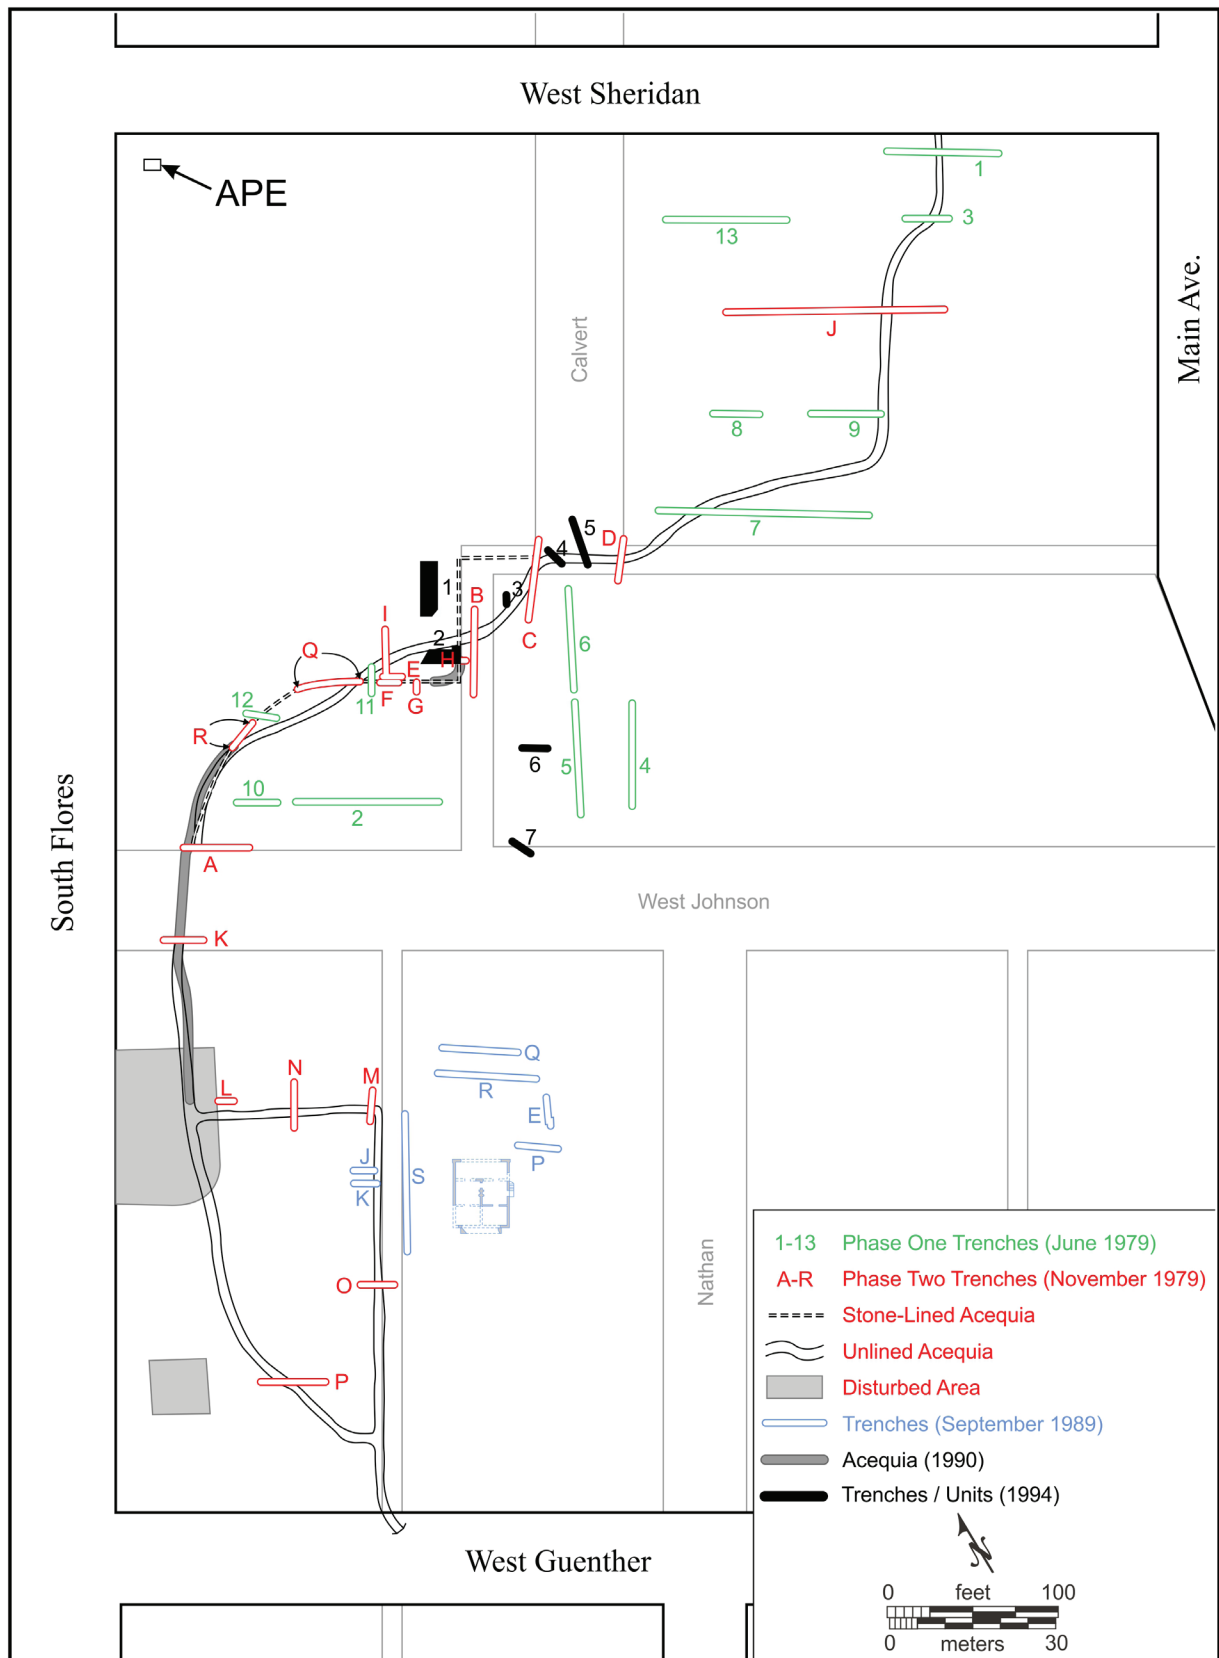 West Sheridan
APE
1
3
13
Main Ave.
J
Calvert
8
9
7
5
4
D
1
3
B
I
C
6
2
H
Q
E
F
G
11
12
R
6
5
4
10
2
South Flores
7
A
West Johnson
K
Q
N
M
R
L
E
J
P
S
K
Nathan
O
P
1-13 Phase One Trenches (June 1979)
A-R Phase Two Trenches (November 1979)
Stone-Lined Acequia
Unlined Acequia
Disturbed Area
Trenches (September 1989)
Acequia (1990)
Trenches / Units (1994)
N
West Guenther
0 feet 100
0 meters 30